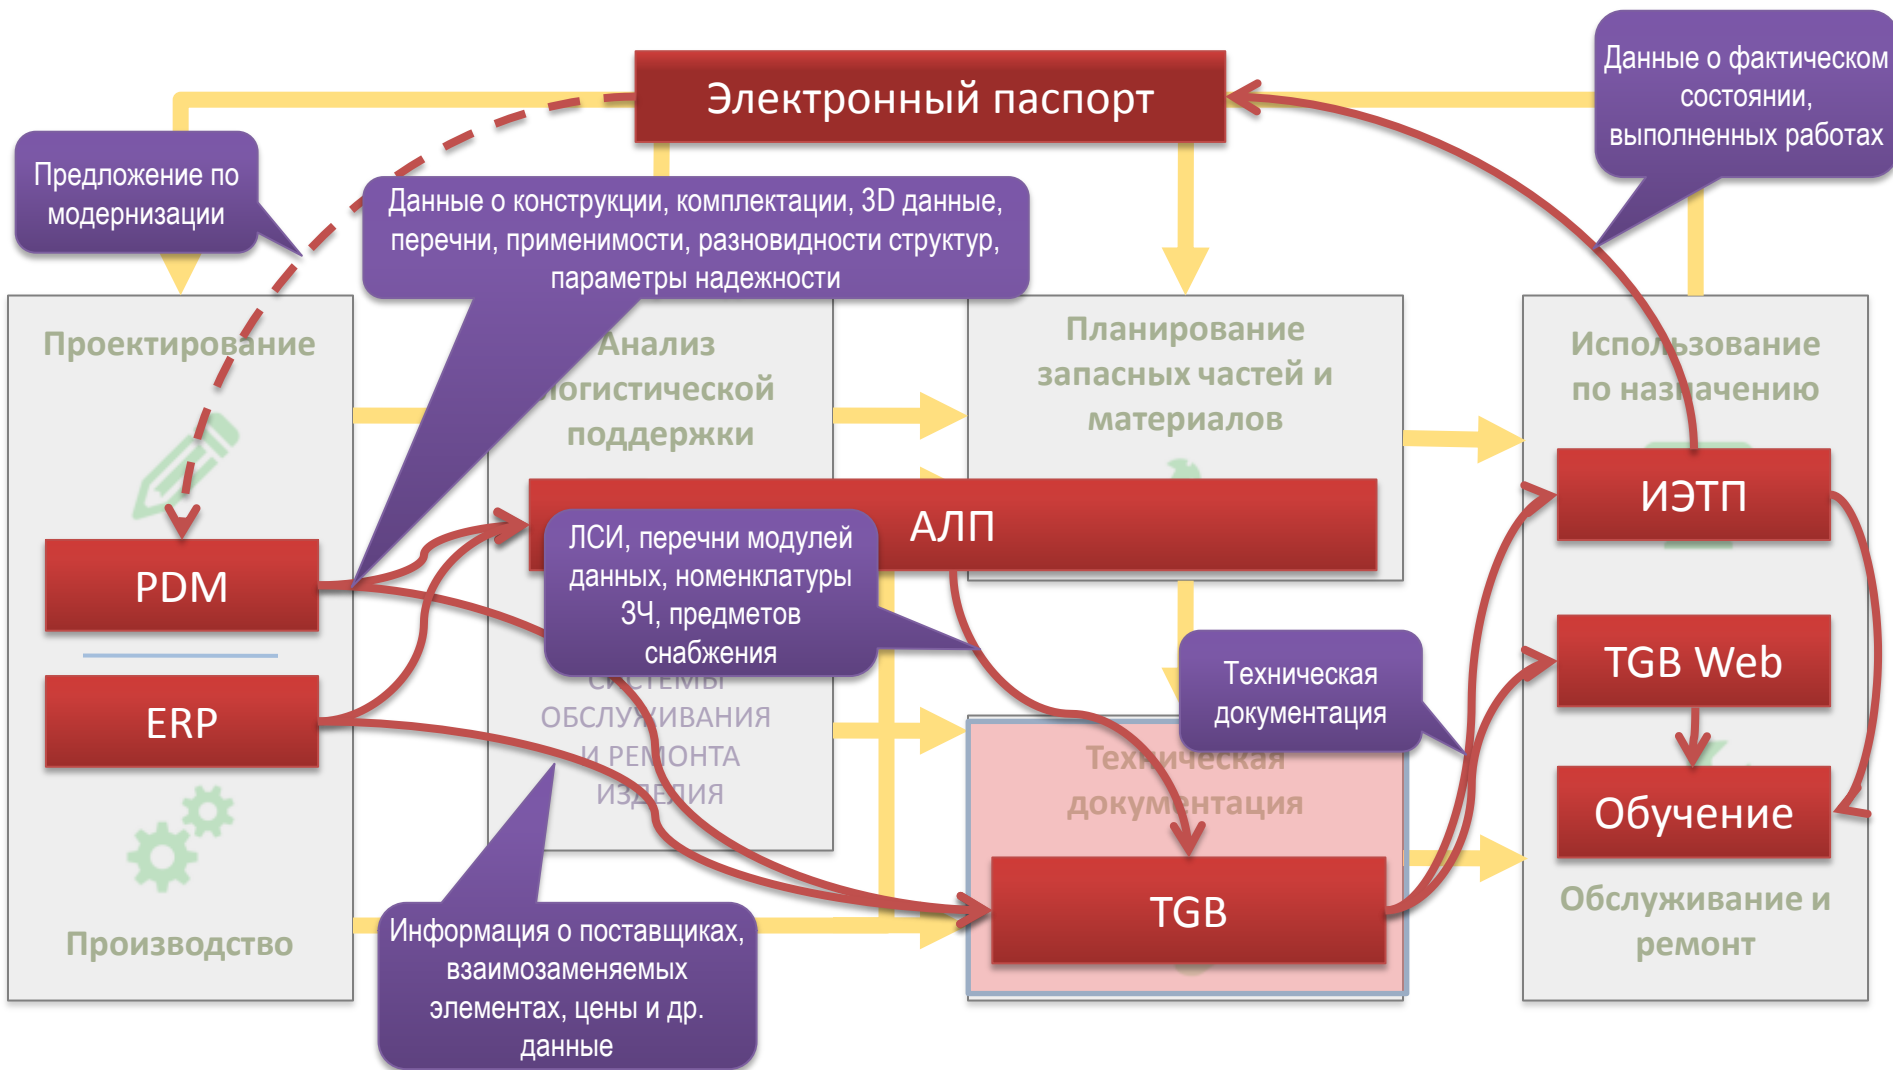 Электронный паспорт
Данные о фактическом
состоянии,
выполненных работах
Предложение по
модернизации
Данные о конструкции, комплектации, 3D данные,
перечни, применимости, разновидности структур,
параметры надежности
Проектирование
Анализ
логистической
поддержки
Планирование
запасных частей и
материалов
Использование
по назначению
PDM
ERP
Производство
АЛП
ЛСИ, перечни модулей
данных, номенклатуры
ЗЧ, предметов
снабжения
СИСТЕМЫ
ОБСЛУЖИВАНИЯ
И РЕМОНТА
ИЗДЕЛИЯ
Информация о поставщиках,
взаимозаменяемых
элементах, цены и др.
данные
Техническая
документация
Техническая
документация
TGB
ИЭТП
TGB Web
Обучение
Обслуживание и
ремонт